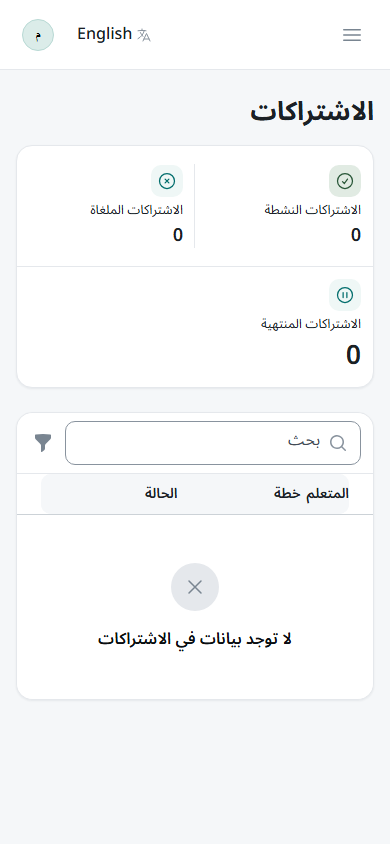 English
م
الاشتراكات
الاشتراكات النشطة
0
الاشتراكات الملغاة
0
الاشتراكات المنتهية
0
بحث
المتعلم خطة
الحالة
لا توجد بيانات في الاشتراكات